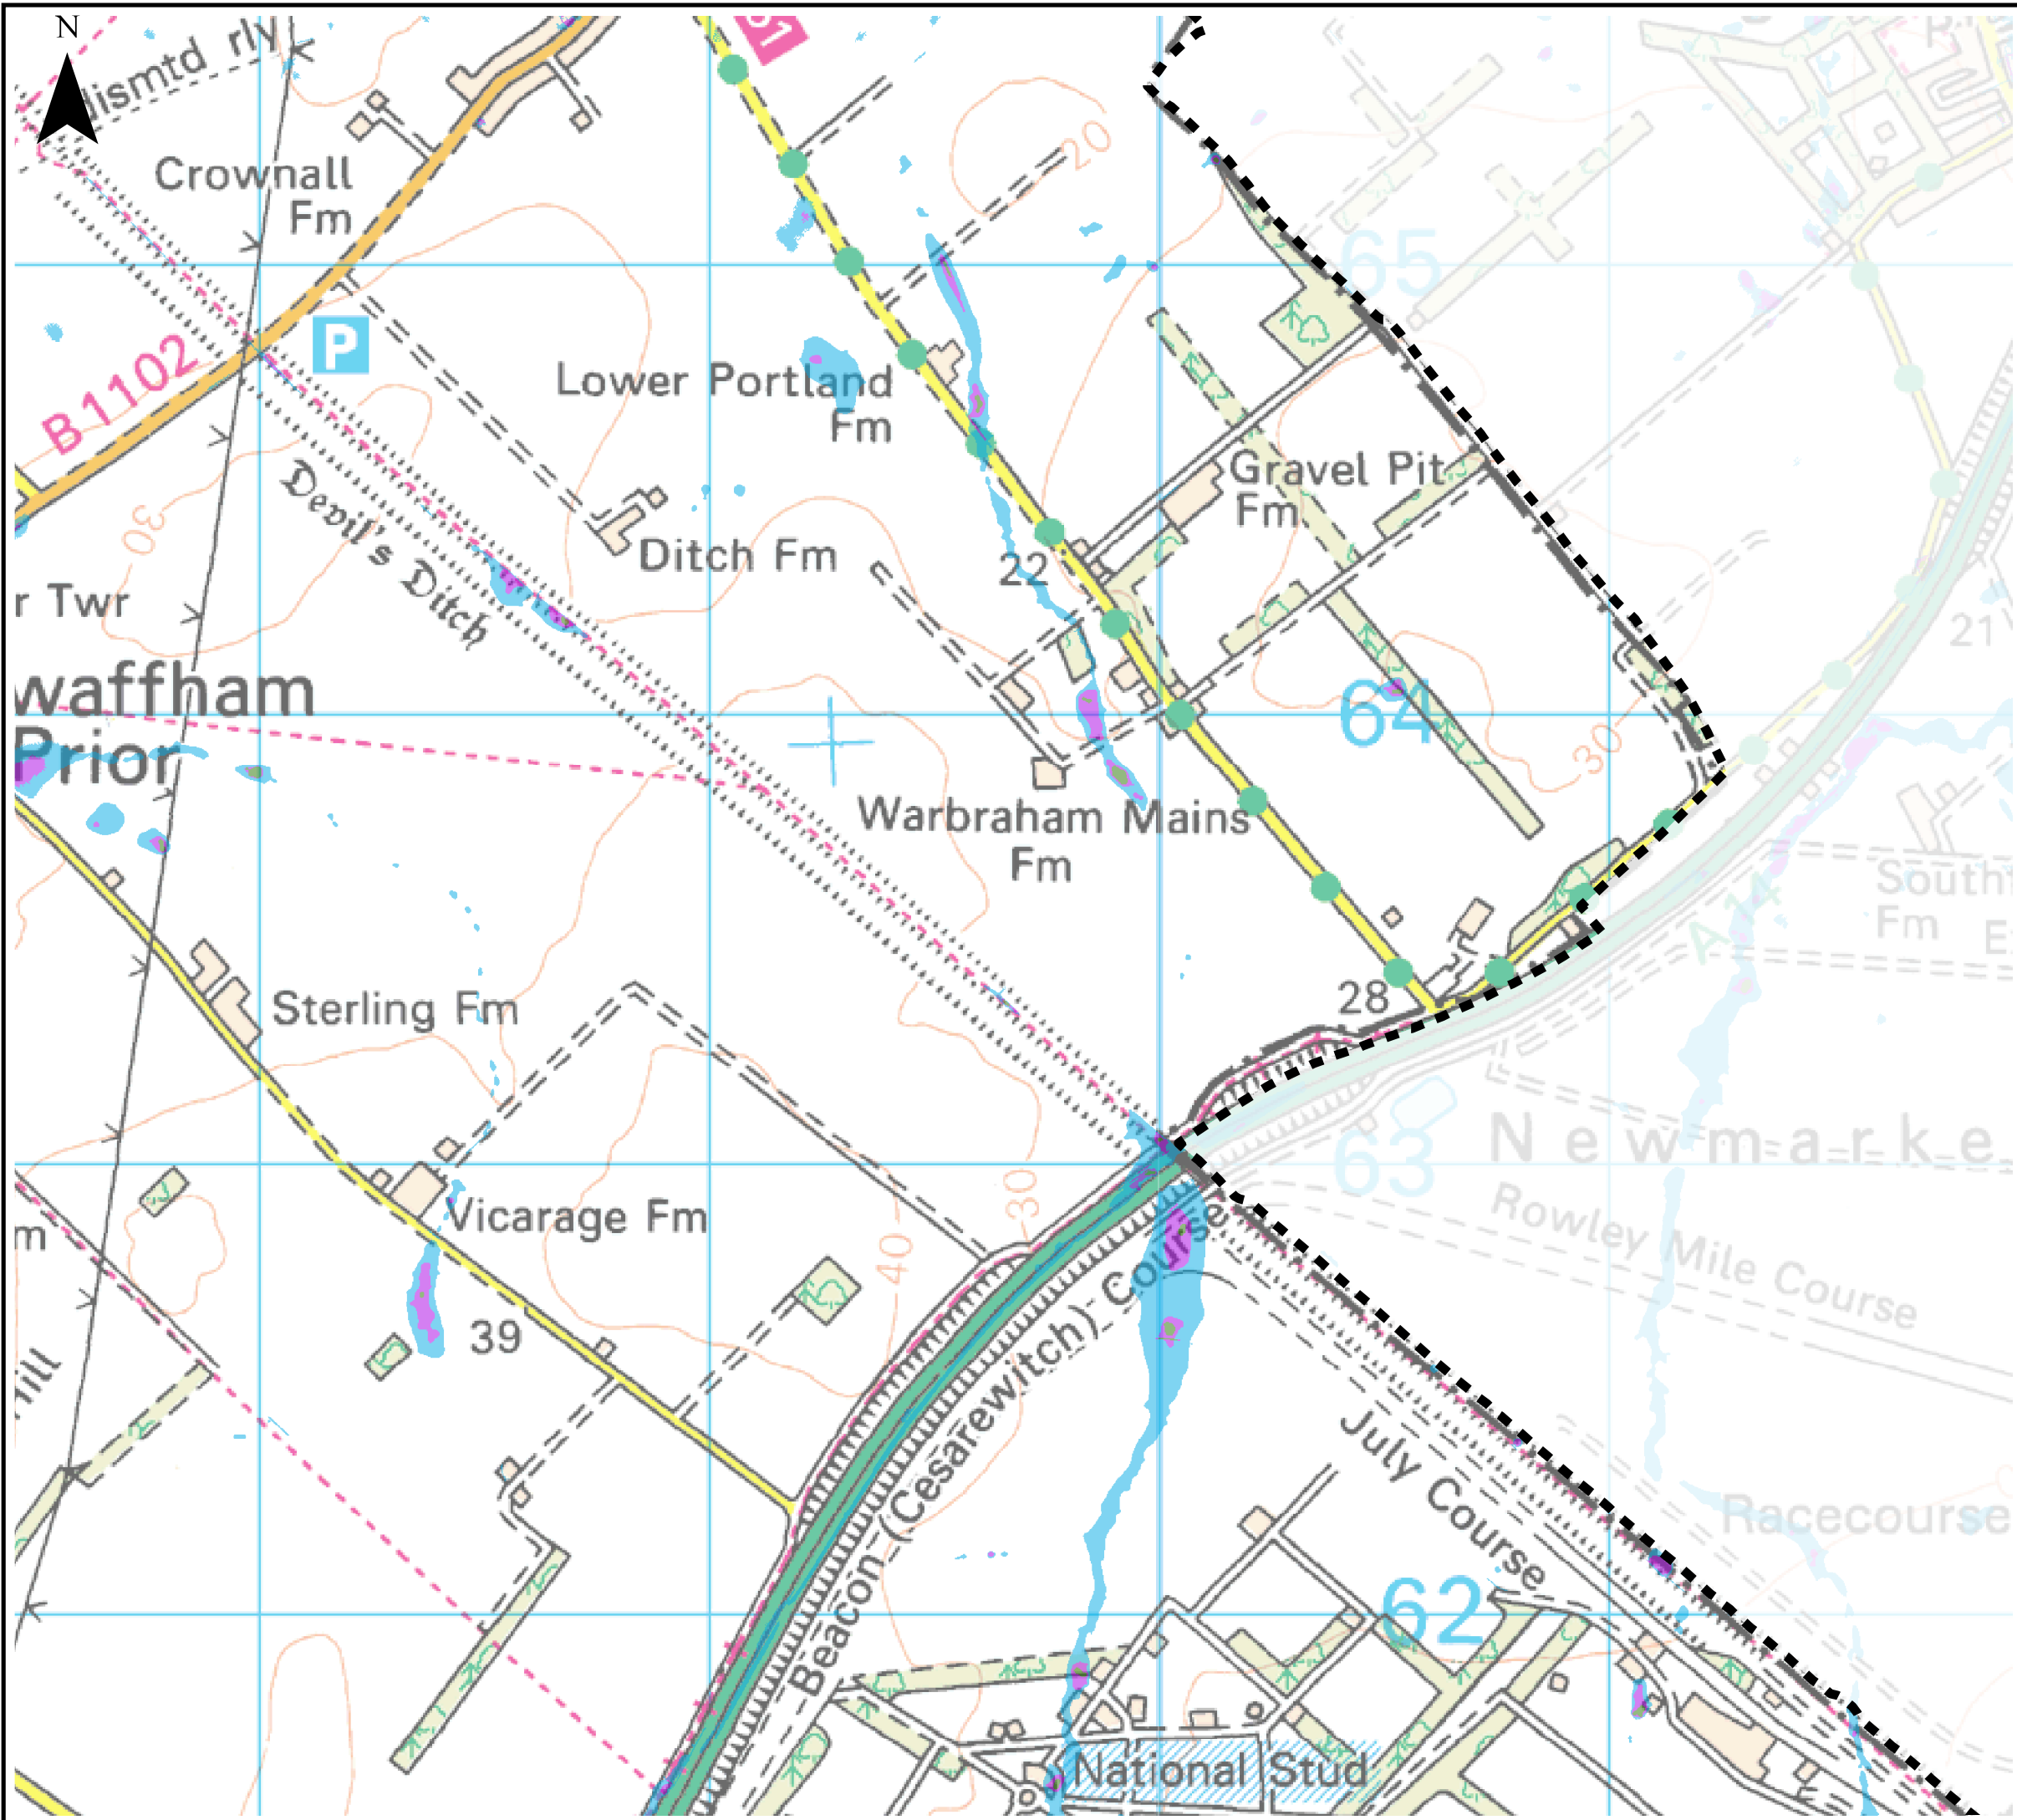 N
dismtd rly
Crownall
Fm
20
65
B1102
P
Lower Portland
Fm
Gravel Pit
Fm
30
Devil's Ditch
Ditch Fm
22
r Twr
21
waffham
Prior
64
30
Warbraham Mains
Fm
South
Fm
E
A 14
28
Sterling Fm
Newmarke
63
Rowley Mile Course
30
Vicarage Fm
m
40
39
Beacon (Cesarewitch) Course
July Course
Racecourse
62
National Stud